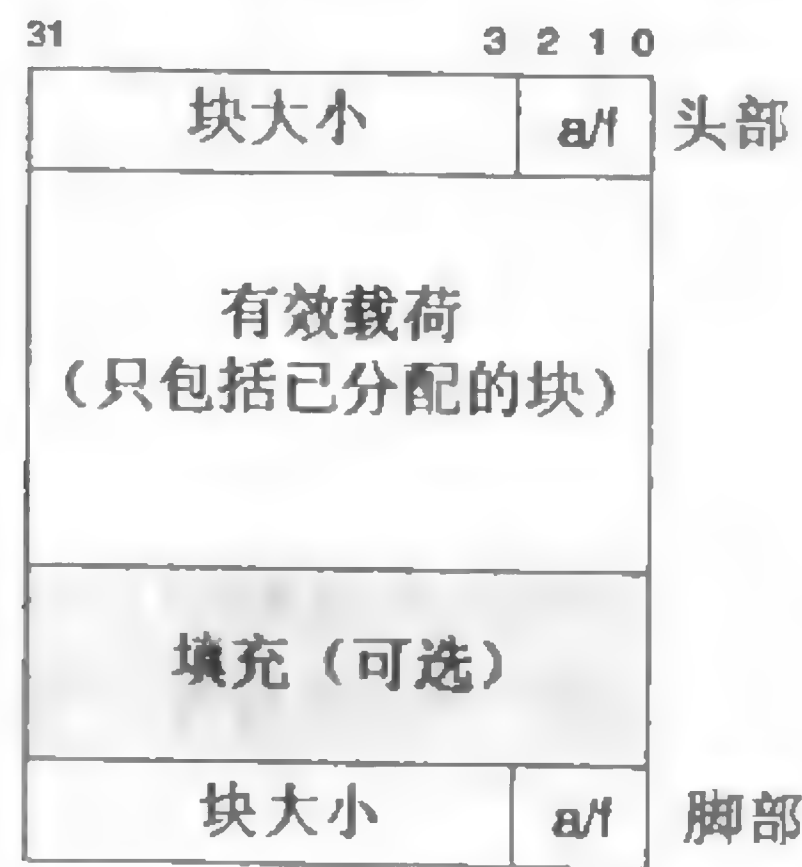 31 3 2 1 0
块大小 a/f 头部
有效载荷
（只包括已分配的块）
填充（可选）
块大小 a/f 脚部